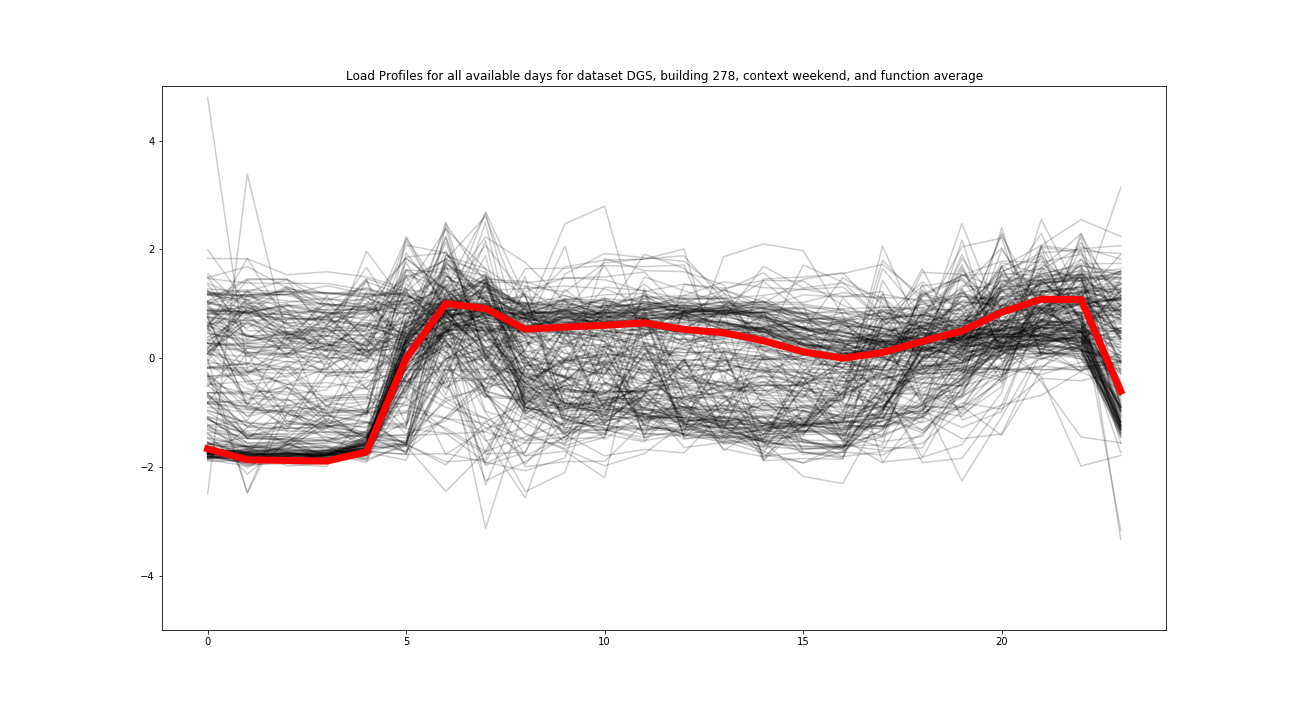 Load Profiles for all available days for dataset DGS, building 278, context weekend, and function average
4
2
0
−2
−4
0 5 10 15 20